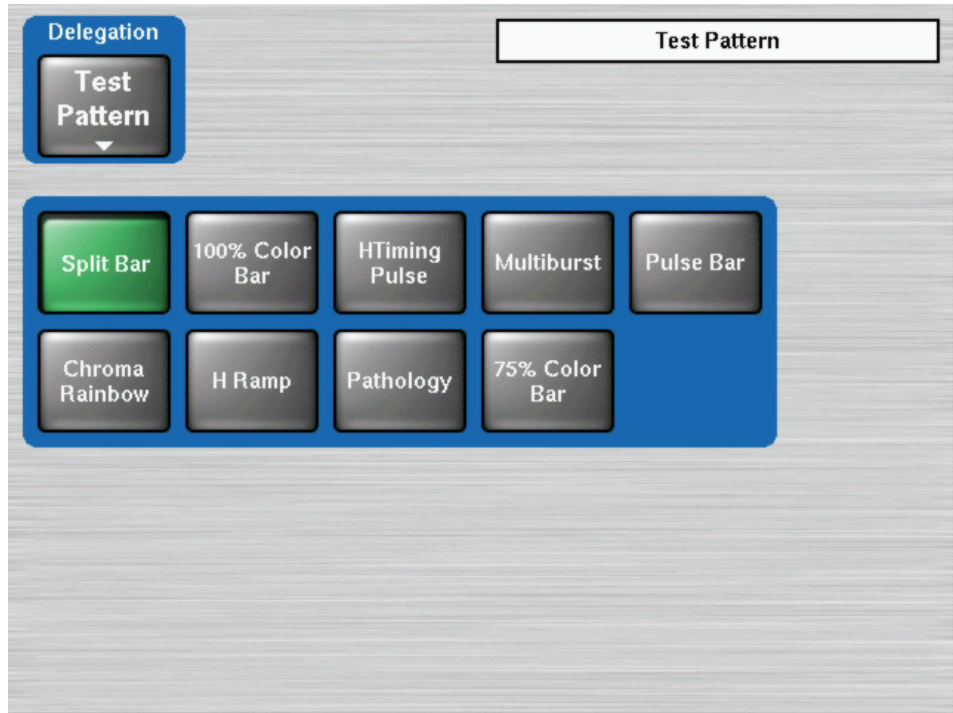 Delegation
Test Pattern
Test
Pattern
Split Bar
100% Color
Bar
HTiming
Pulse
Multiburst
Pulse Bar
Chroma
Rainbow
H Ramp
Pathology
75% Color
Bar